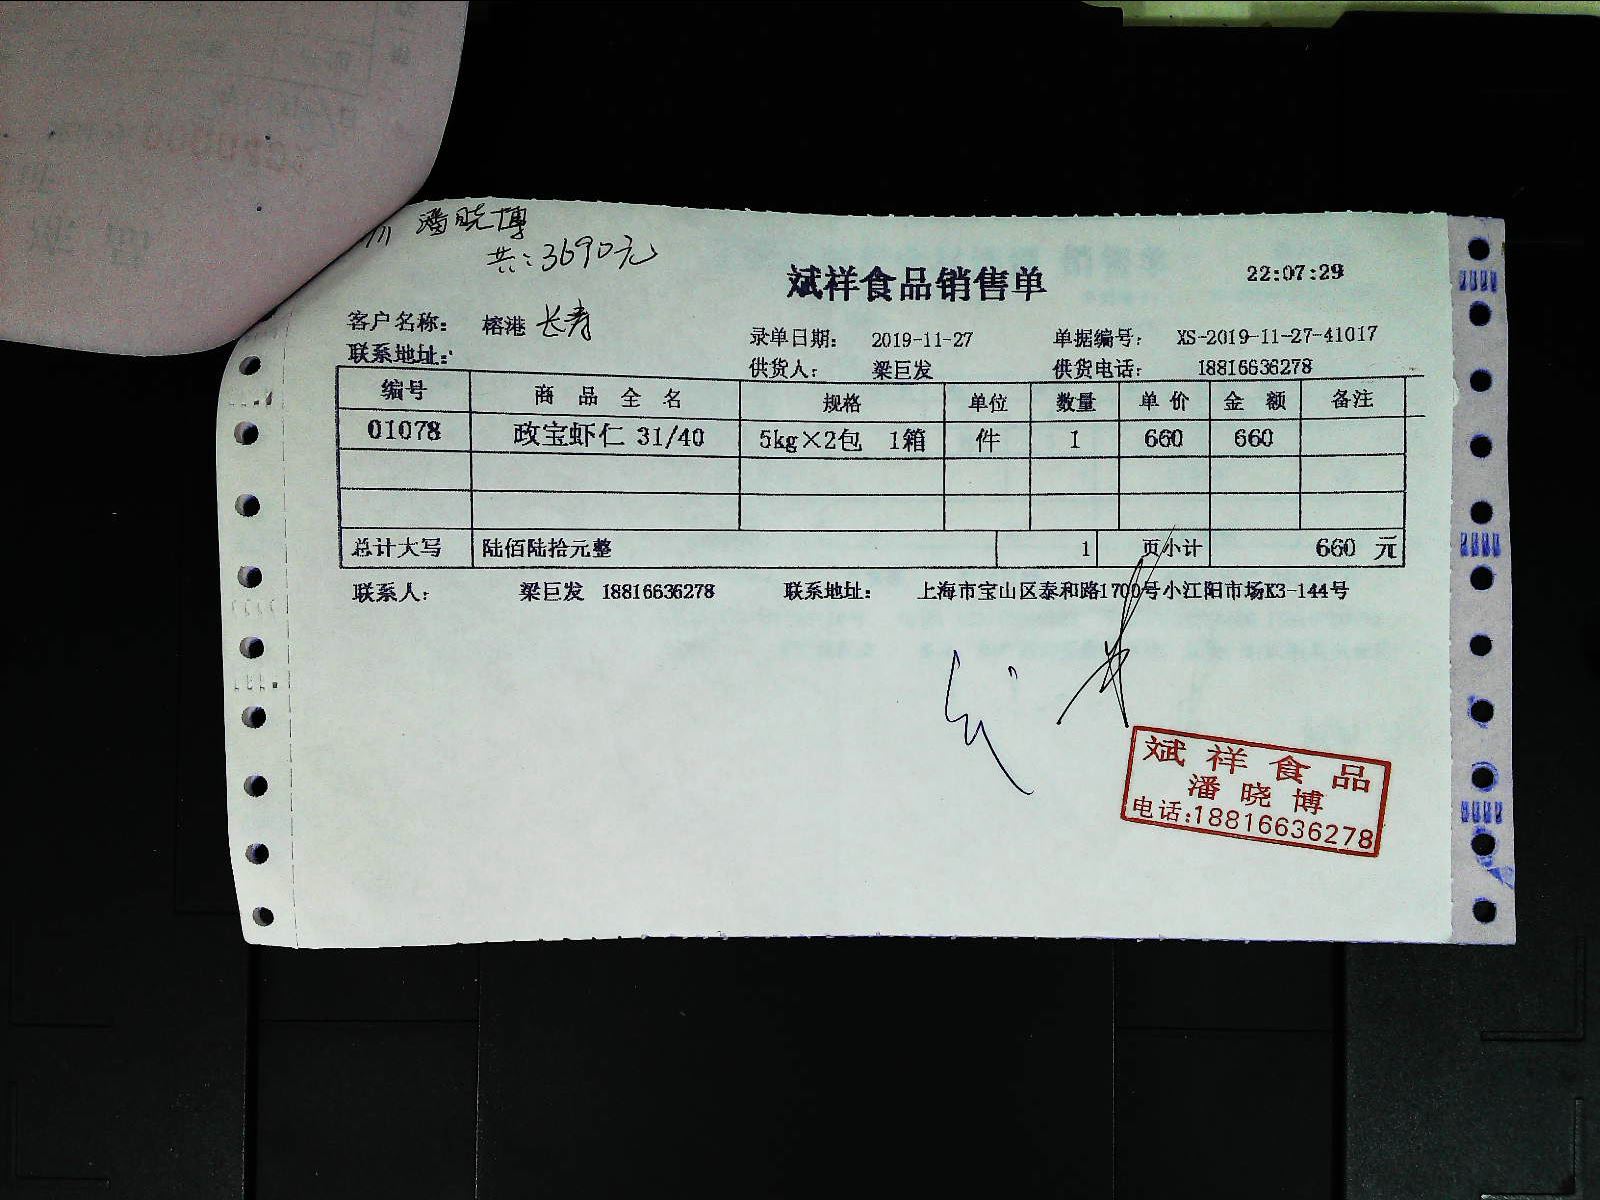 潘晓博
共:3690元
斌祥食品销售单
22:07:29
客户名称: 榕港 长寿
录单日期: 2019-11-27 单据编号: XS-2019-11-27-41017
联系地址:
供货人: 梁巨发 供货电话: 18816636278
编号 商品全名 规格 单位 数量 单价 金额 备注
01078 政宝虾仁 31/40 5kg×2包 1箱 件 1 660 660
总计大写 陆佰陆拾元整 1 页小计 660 元
联系人: 梁巨发 18816636278 联系地址: 上海市宝山区泰和路1700号小江阳市场K3-144号
斌祥食品
潘晓博
电话:18816636278